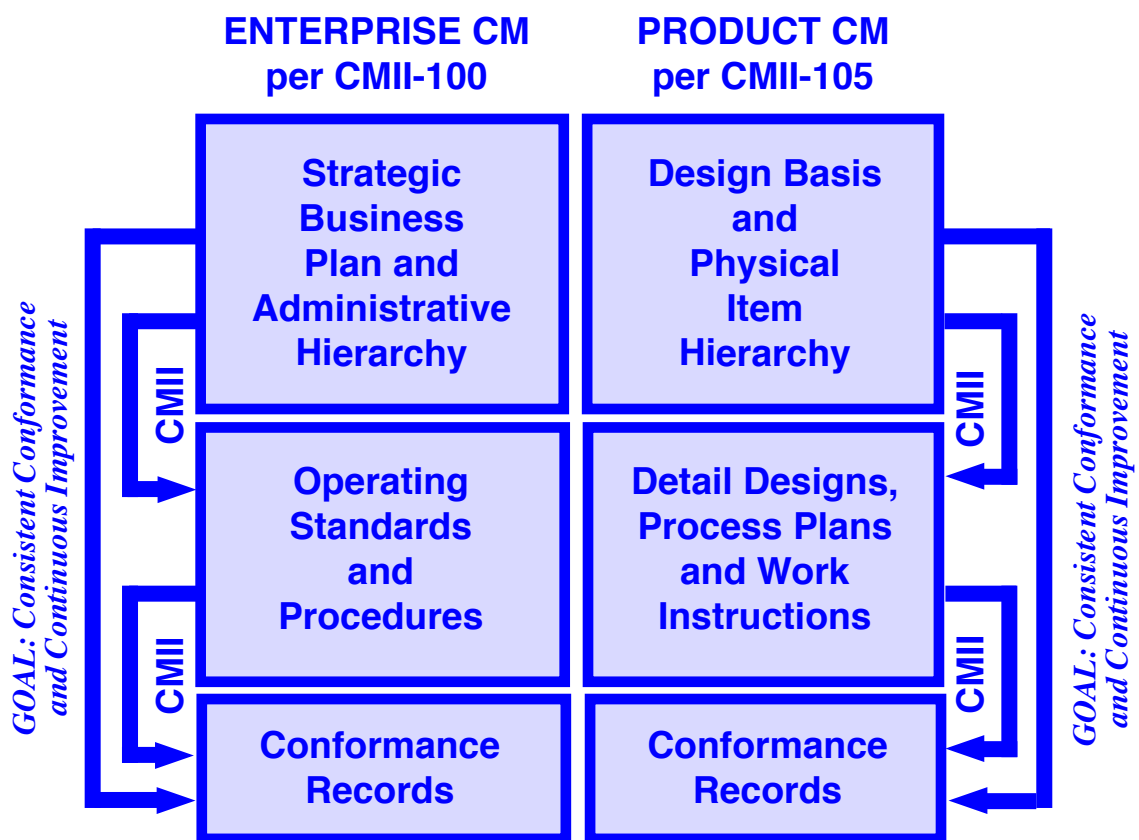 ENTERPRISE CM
per CMII-100
PRODUCT CM
per CMII-105
Strategic
Business
Plan and
Administrative
Hierarchy
Design Basis
and
Physical
Item
Hierarchy
GOAL: Consistent Conformance
and Continuous Improvement
CMII
CMII
GOAL: Consistent Conformance
and Continuous Improvement
Operating
Standards
and
Procedures
Detail Designs,
Process Plans
and Work
Instructions
CMII
CMII
Conformance
Records
Conformance
Records